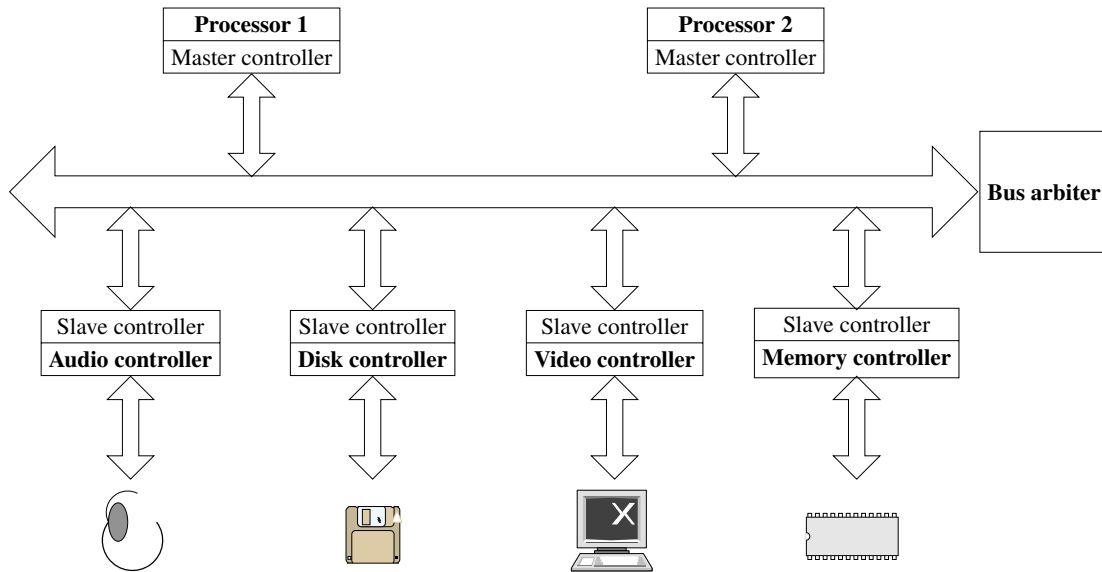 Processor 1
Master controller
Processor 2
Master controller
Bus arbiter
Slave controller
Audio controller
Slave controller
Disk controller
Slave controller
Video controller
Slave controller
Memory controller
X